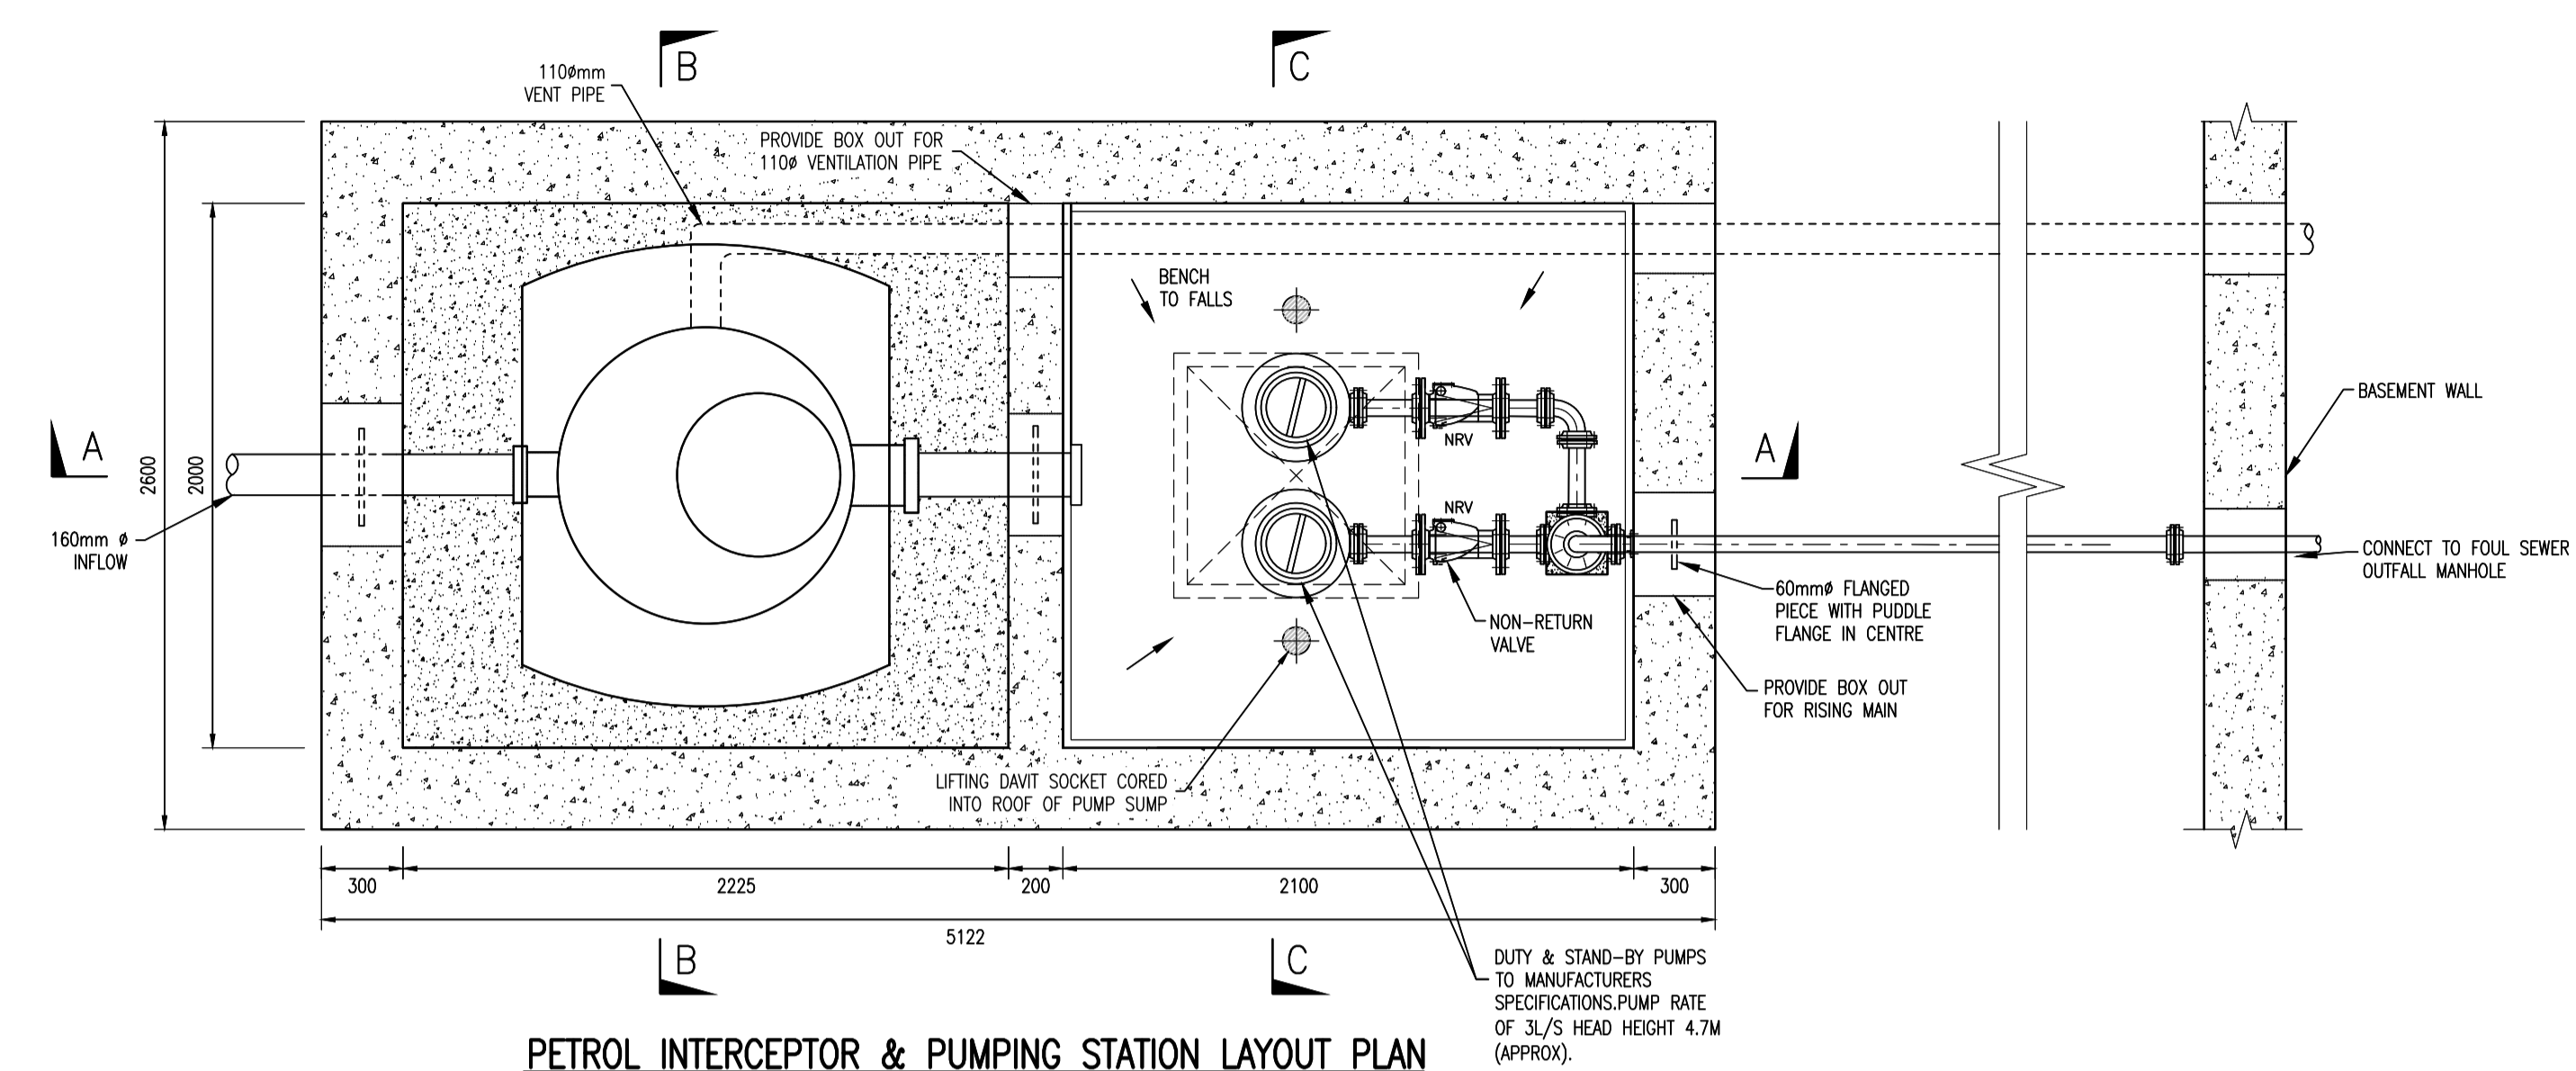 B
C
110ømm
VENT PIPE
PROVIDE BOX OUT FOR
110ø VENTILATION PIPE
BENCH
TO FALLS
BASEMENT WALL
A
2600
2000
NRV
A
160mm ø
INFLOW
NRV
CONNECT TO FOUL SEWER
OUTFALL MANHOLE
60mmø FLANGED
PIECE WITH PUDDLE
FLANGE IN CENTRE
NON-RETURN
VALVE
PROVIDE BOX OUT
FOR RISING MAIN
LIFTING DAVIT SOCKET CORED
INTO ROOF OF PUMP SUMP
300
2225
200
2100
300
5122
B
C
DUTY & STAND-BY PUMPS
TO MANUFACTURERS
SPECIFICATIONS.PUMP RATE
OF 3L/S HEAD HEIGHT 4.7M
(APPROX).
PETROL INTERCEPTOR & PUMPING STATION LAYOUT PLAN